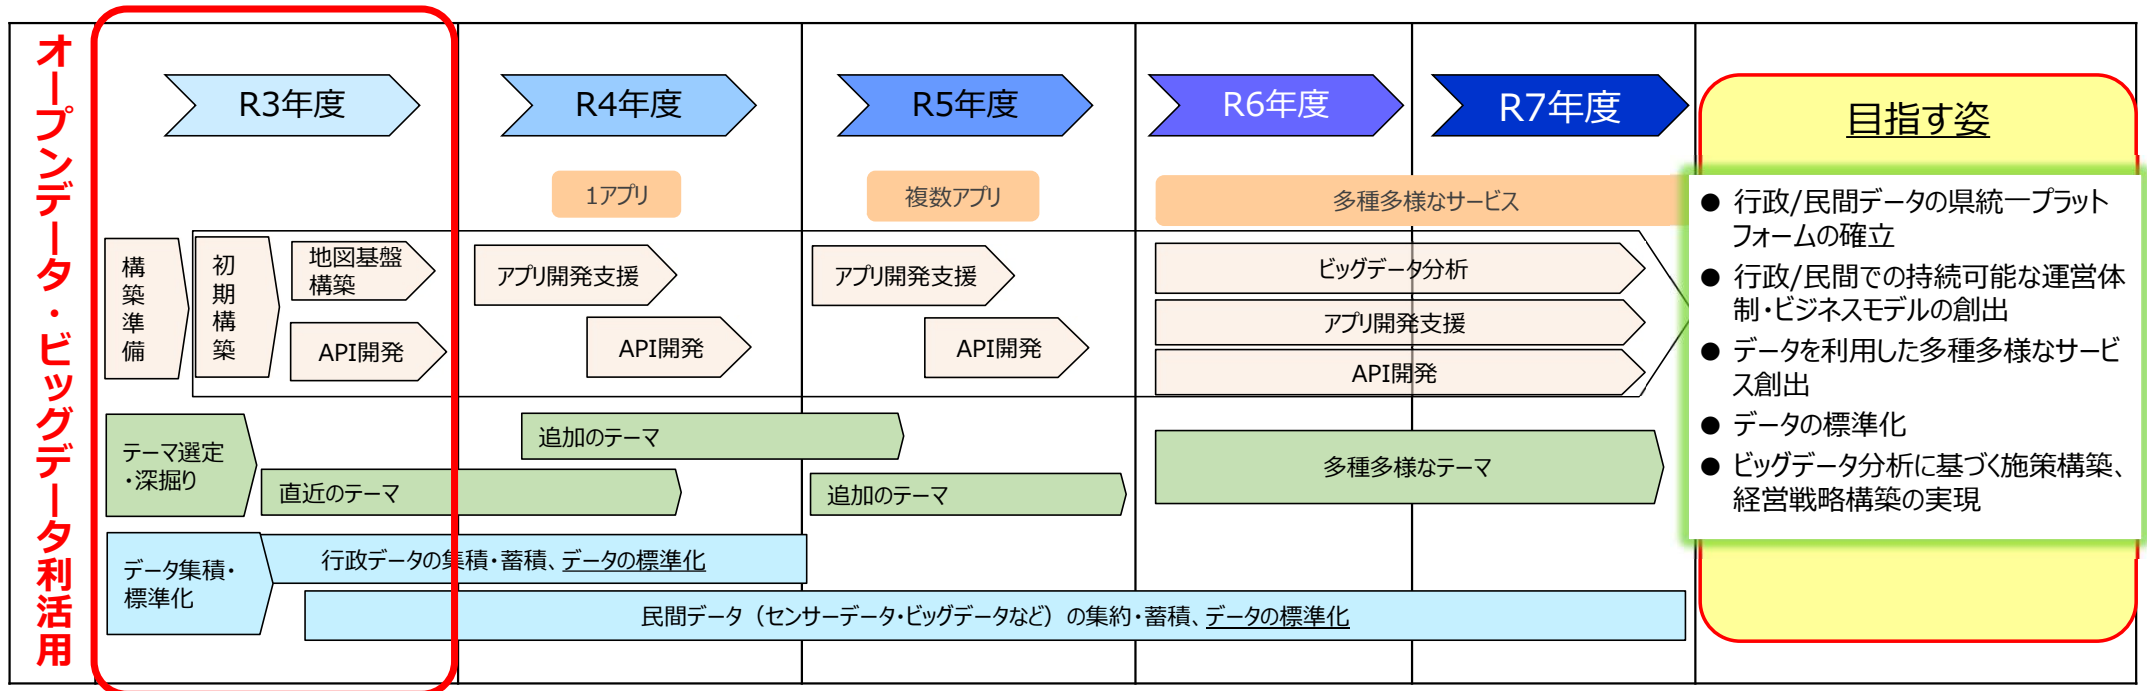 オープンデータ・ビッグデータ利活用
R3年度
R4年度
R5年度
R6年度
R7年度
目指す姿
1アプリ
複数アプリ
多種多様なサービス
構築準備
初期構築
地図基盤
構築
API開発
アプリ開発支援
API開発
アプリ開発支援
API開発
ビッグデータ分析
アプリ開発支援
API開発
テーマ選定
・深掘り
直近のテーマ
追加のテーマ
追加のテーマ
多種多様なテーマ
データ集積・
標準化
行政データの集積・蓄積、データの標準化
民間データ（センサーデータ・ビッグデータなど）の集約・蓄積、データの標準化
● 行政/民間データの県統一プラット
フォームの確立
● 行政/民間での持続可能な運営体
制・ビジネスモデルの創出
● データを利用した多種多様なサービ
ス創出
● データの標準化
● ビッグデータ分析に基づく施策構築、
経営戦略構築の実現